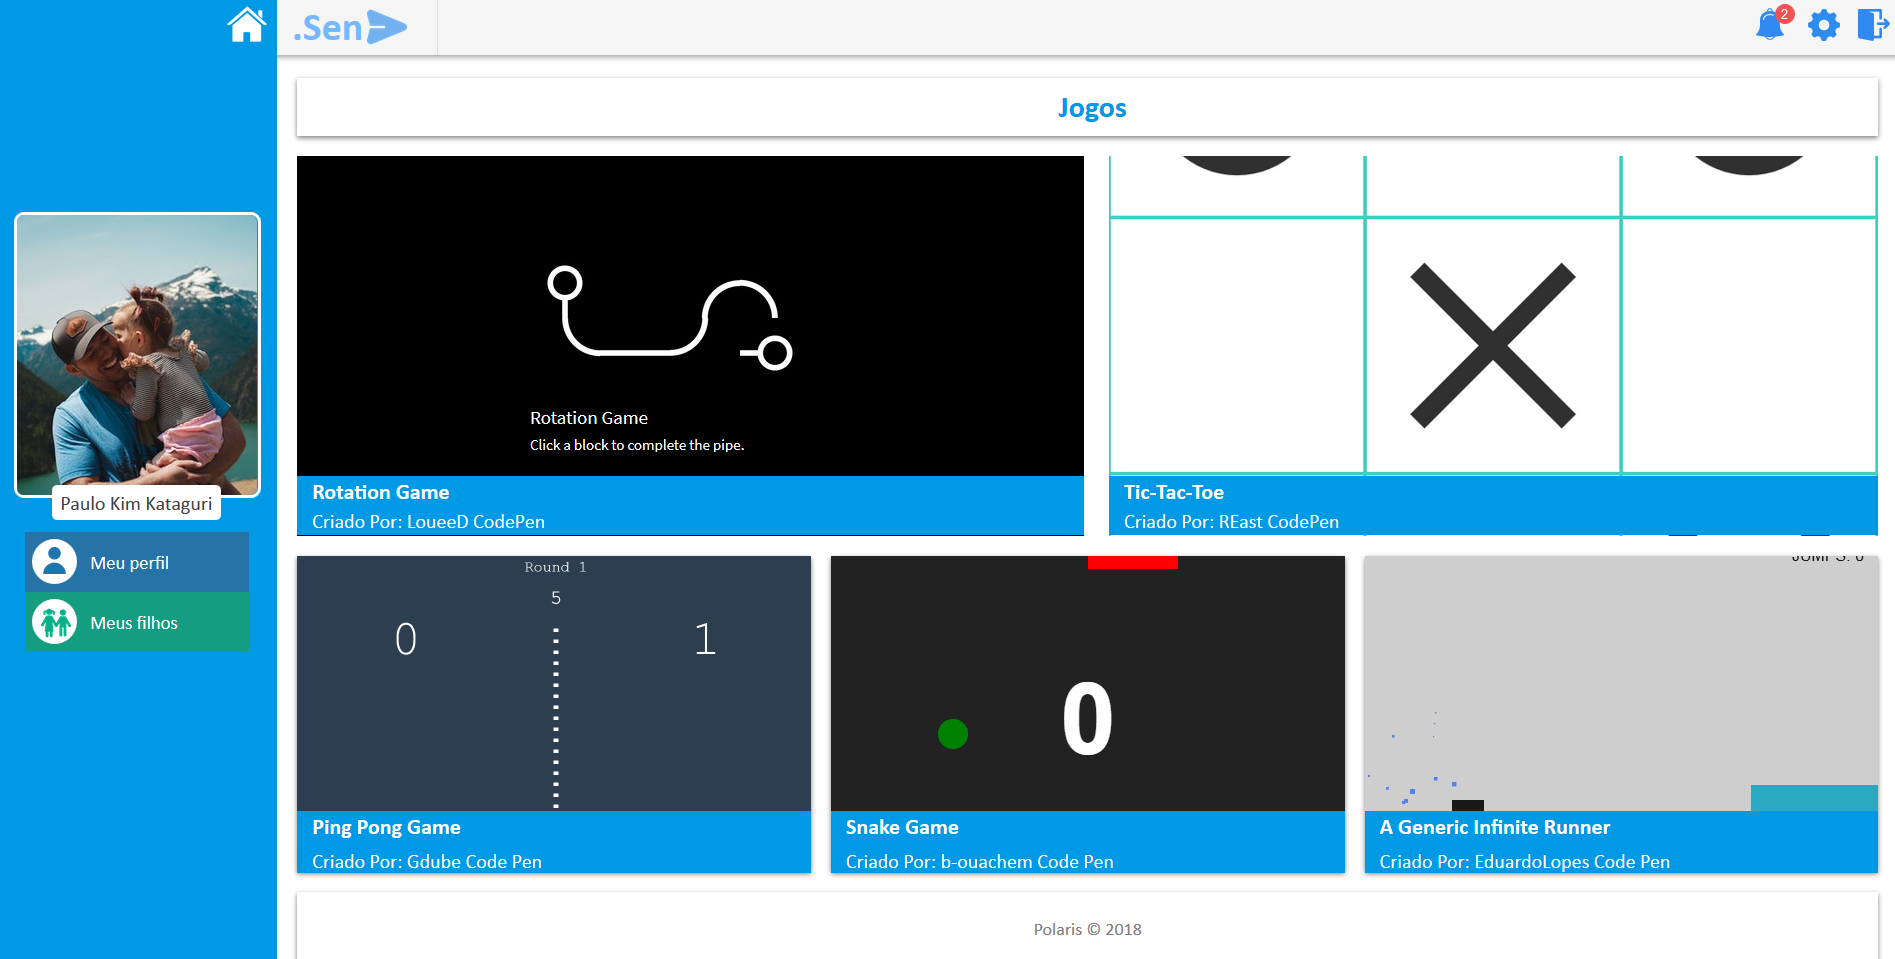 .Sen
2
Jogos
Paulo Kim Kataguri
Meu perfil
Meus filhos
Rotation Game
Click a block to complete the pipe.
Rotation Game
Criado Por: LoueeD CodePen
Tic-Tac-Toe
Criado Por: REast CodePen
Round 1
5
0 1
Ping Pong Game
Criado Por: Gdube Code Pen
0
Snake Game
Criado Por: b-ouachem Code Pen
JUMPS: 0
A Generic Infinite Runner
Criado Por: EduardoLopes Code Pen
Polaris © 2018